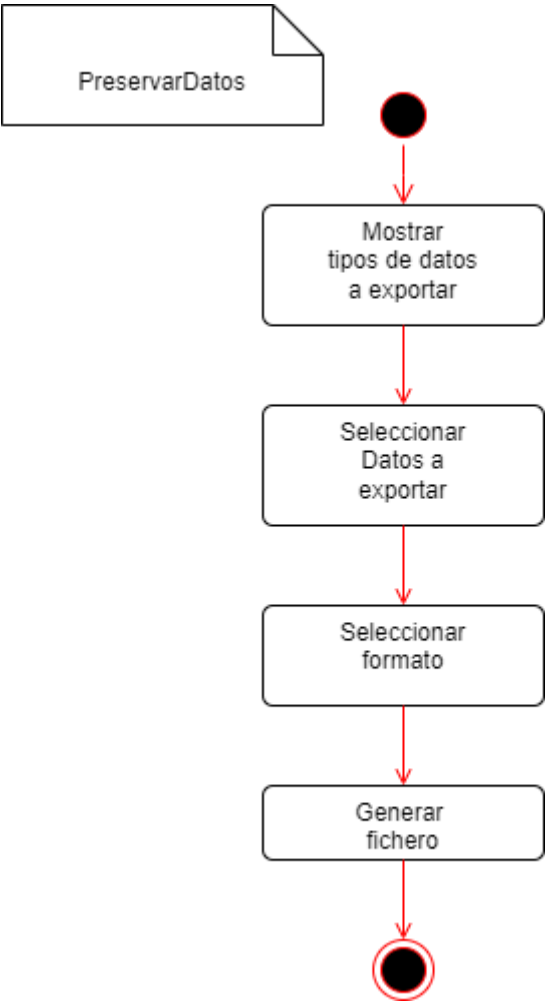 PreservarDatos
Mostrar
tipos de datos
a exportar
Seleccionar
Datos a
exportar
Seleccionar
formato
Generar
fichero